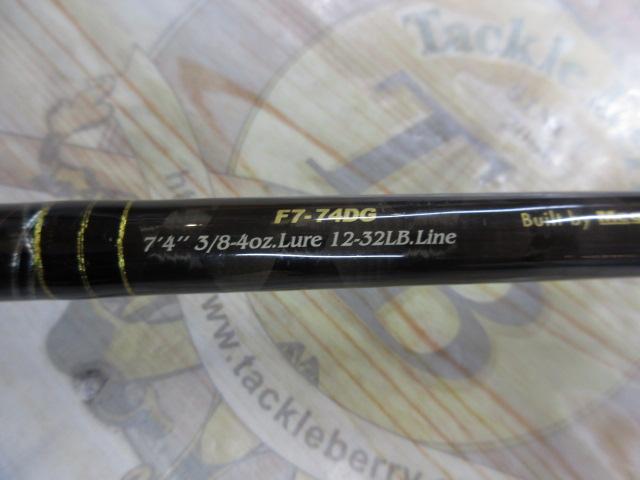 Tackle
F7-74DG
7'4" 3/8-4oz.Lure 12-32LB.Line
Built by
www.tackleberry.